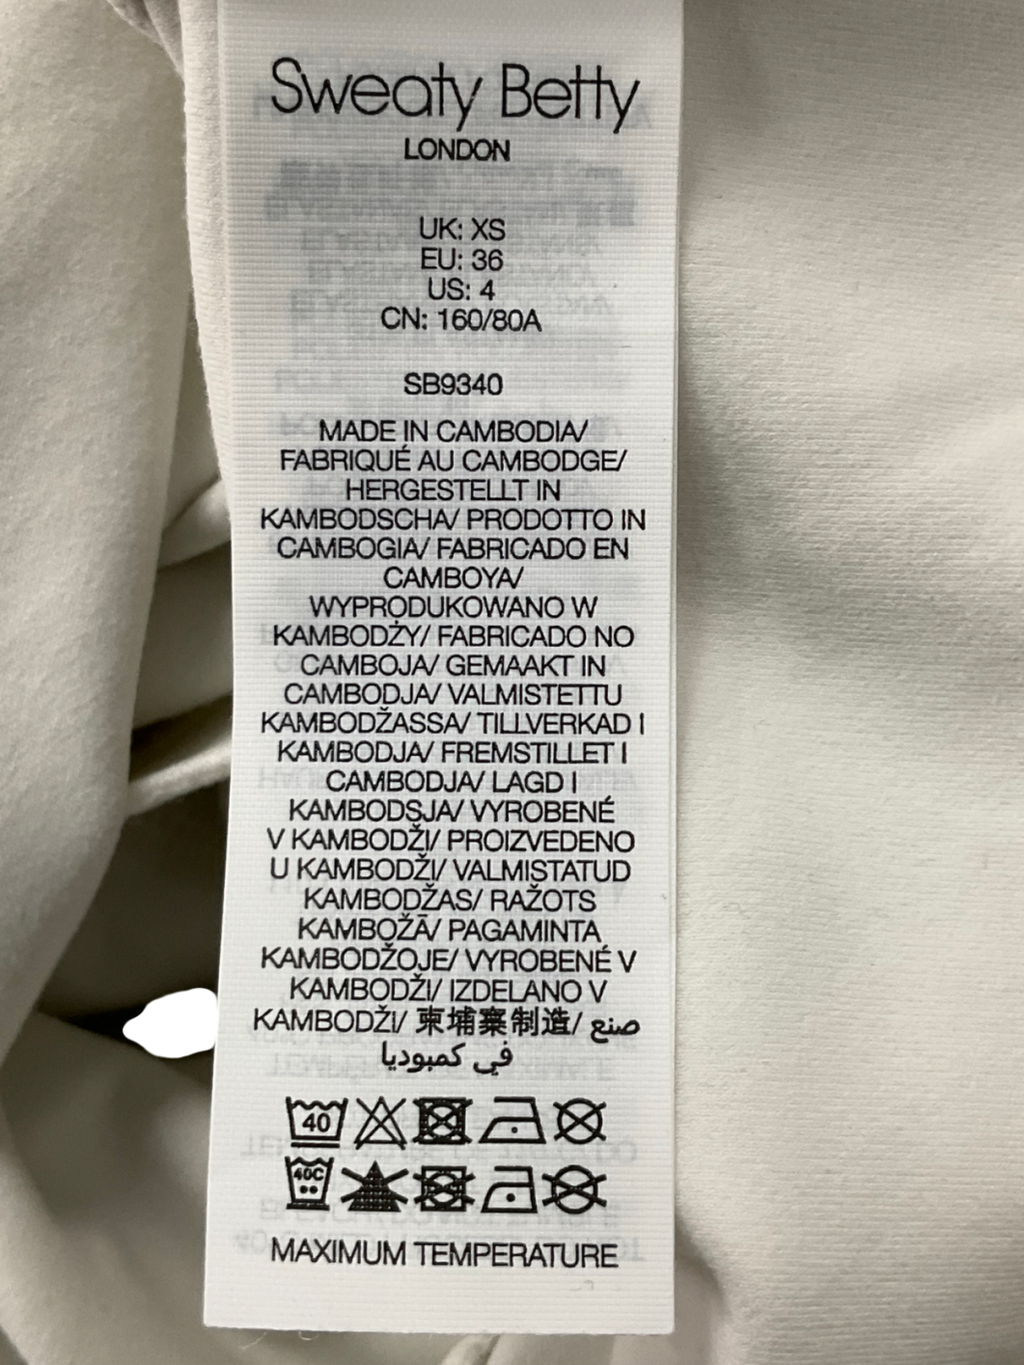 Sweaty Betty
LONDON
UK: XS
EU: 36
US: 4
CN: 160/80A
SB9340
MADE IN CAMBODIA/
FABRIQUÉ AU CAMBODGE/
HERGESTELLT IN
KAMBODSCHA/ PRODOTTO IN
CAMBOGIA/ FABRICADO EN
CAMBOYA/
WYPRODUKOWANO W
KAMBODŻY/ FABRICADO NO
CAMBOJA/ GEMAAKT IN
CAMBODJA/ VALMISTETTU
KAMBODŽASSA/ TILLVERKAD I
KAMBODJA/ FREMSTILLET I
CAMBODJA/ LAGD I
KAMBODSJA/ VYROBENÉ
V KAMBODŽI/ PROIZVEDENO
U KAMBODŽI/ VALMISTATUD
KAMBODŽAS/ RAŽOTS
KAMBOŽĀ/ PAGAMINTA
KAMBODŽOJE/ VYROBENÉ V
KAMBODŽI/ IZDELANO V
KAMBODŽI/ 柬埔寨制造/ صنع
في كمبوديا
40
40C
MAXIMUM TEMPERATURE